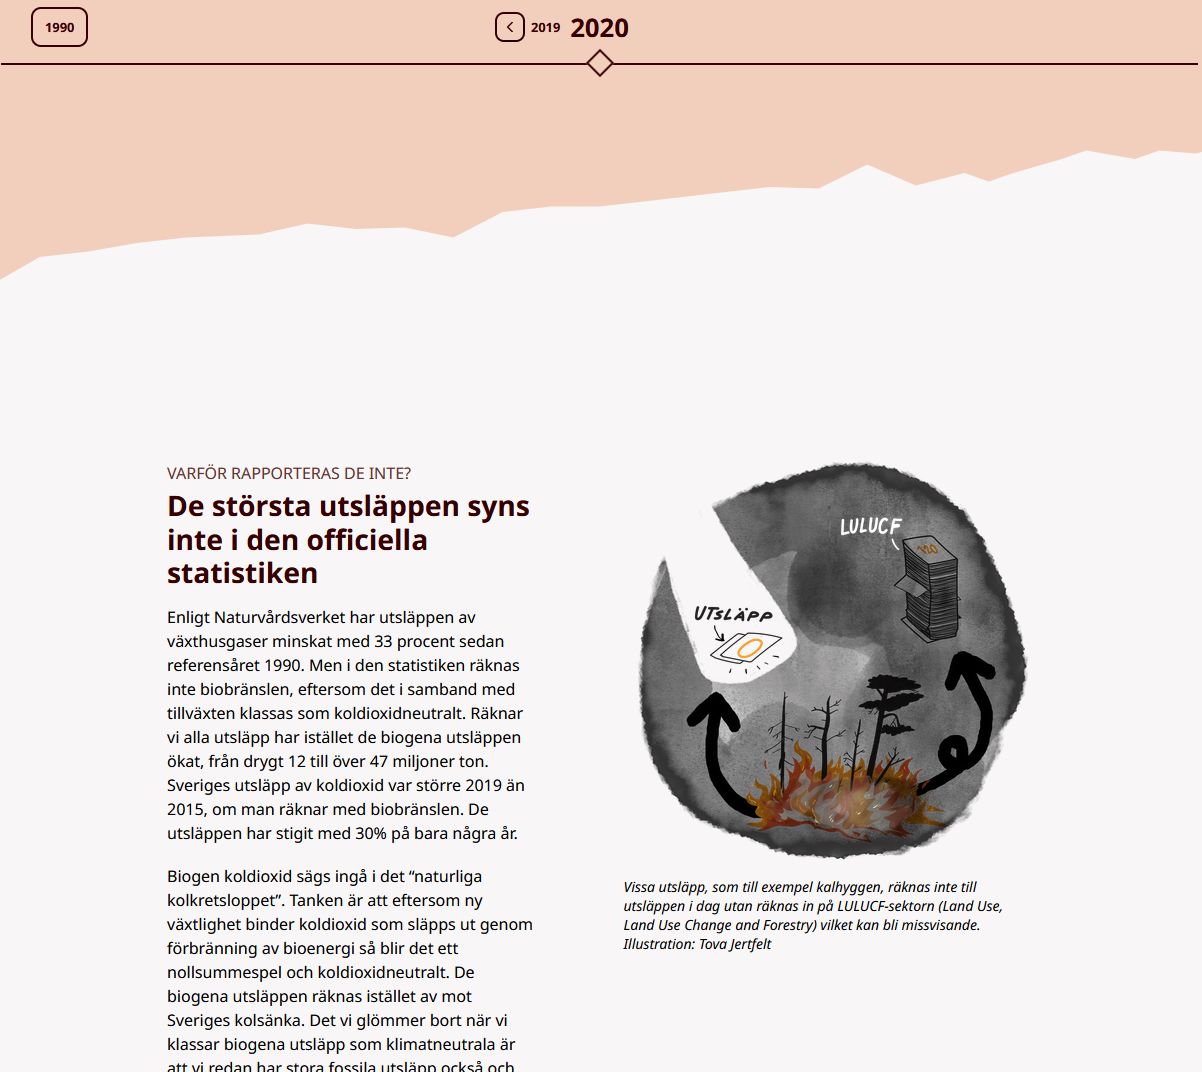 1990
2019 2020
VARFÖR RAPPORTERAS DE INTE?
De största utsläppen syns
inte i den officiella
statistiken
Enligt Naturvårdsverket har utsläppen av
växthusgaser minskat med 33 procent sedan
referensåret 1990. Men i den statistiken räknas
inte biobränslen, eftersom det i samband med
tillväxten klassas som koldioxidneutralt. Räknar
vi alla utsläpp har istället de biogena utsläppen
ökat, från drygt 12 till över 47 miljoner ton.
Sveriges utsläpp av koldioxid var större 2019 än
2015, om man räknar med biobränslen. De
utsläppen har stigit med 30% på bara några år.
Biogen koldioxid sägs ingå i det “naturliga
kolkretsloppet”. Tanken är att eftersom ny
växtlighet binder koldioxid som släpps ut genom
förbränning av bioenergi så blir det ett
nollsummespel och koldioxidneutralt. De
biogena utsläppen räknas istället av mot
Sveriges kolsänka. Det vi glömmer bort när vi
klassar biogena utsläpp som klimatneutrala är
att vi redan har stora fossila utsläpp också och
LULUCF
UTSLÄPP
Vissa utsläpp, som till exempel kalhyggen, räknas inte till
utsläppen i dag utan räknas in på LULUCF-sektorn (Land Use,
Land Use Change and Forestry) vilket kan bli missvisande.
Illustration: Tova Jertfelt